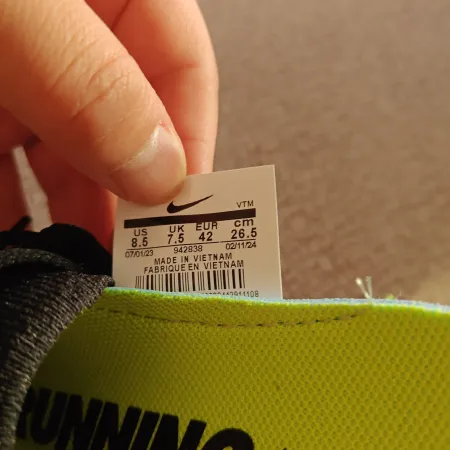 VTM
US UK EUR cm
8.5 7.5 42 26.5
07/01/23 942838 02/11/24
MADE IN VIETNAM
FABRIQUE EN VIETNAM
RUNNING